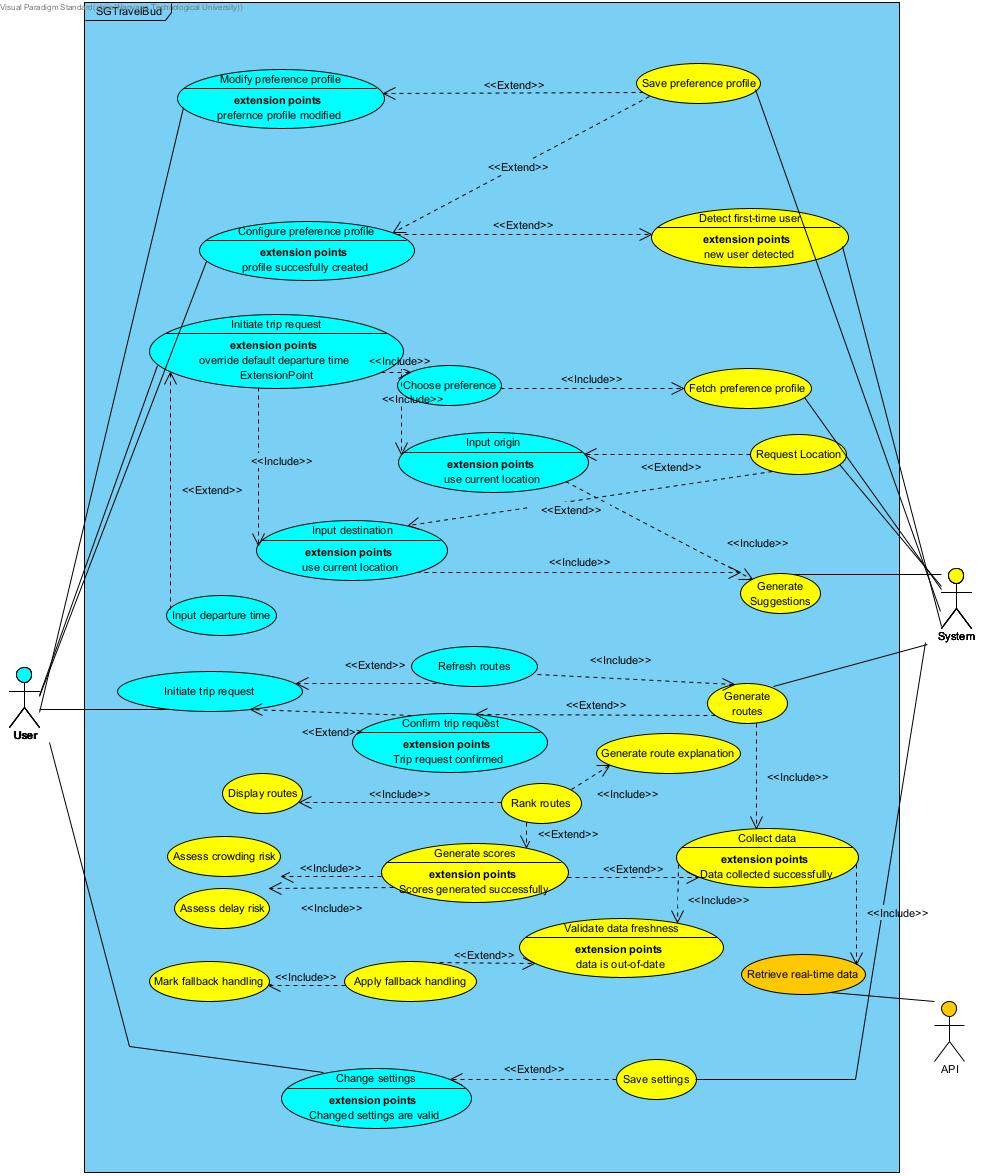 Visual Paradigm Standard(
Technological University))
SGTravelBud
Modify preference profile
extension points
prefernce profile modified
<<Extend>>
Save preference profile
<<Extend>>
Configure preference profile
extension points
profile succesfully created
<<Extend>>
Detect first-time user
extension points
new user detected
Initiate trip request
extension points
override default departure time
ExtensionPoint
<<Include>>
Choose preference
<<Include>>
<<Include>>
Fetch preference profile
Input origin
extension points
use current location
<<Extend>>
Request Location
<<Include>>
<<Extend>>
<<Extend>>
Input destination
extension points
use current location
<<Include>>
<<Include>>
Generate
Suggestions
Input departure time
System
<<Extend>>
Refresh routes
<<Include>>
Initiate trip request
Generate
routes
User
<<Extend>>
Confirm trip request
extension points
Trip request confirmed
<<Extend>>
Generate route explanation
<<Include>>
Display routes
<<Include>>
Rank routes
<<Include>>
<<Extend>>
Collect data
extension points
Data collected successfully
Assess crowding risk
<<Include>>
Generate scores
extension points
Scores generated successfully
<<Extend>>
Assess delay risk
<<Include>>
<<Include>>
<<Include>>
Validate data freshness
extension points
data is out-of-date
<<Extend>>
Mark fallback handling
<<Include>>
Apply fallback handling
Retrieve real-time data
API
Change settings
extension points
Changed settings are valid
<<Extend>>
Save settings